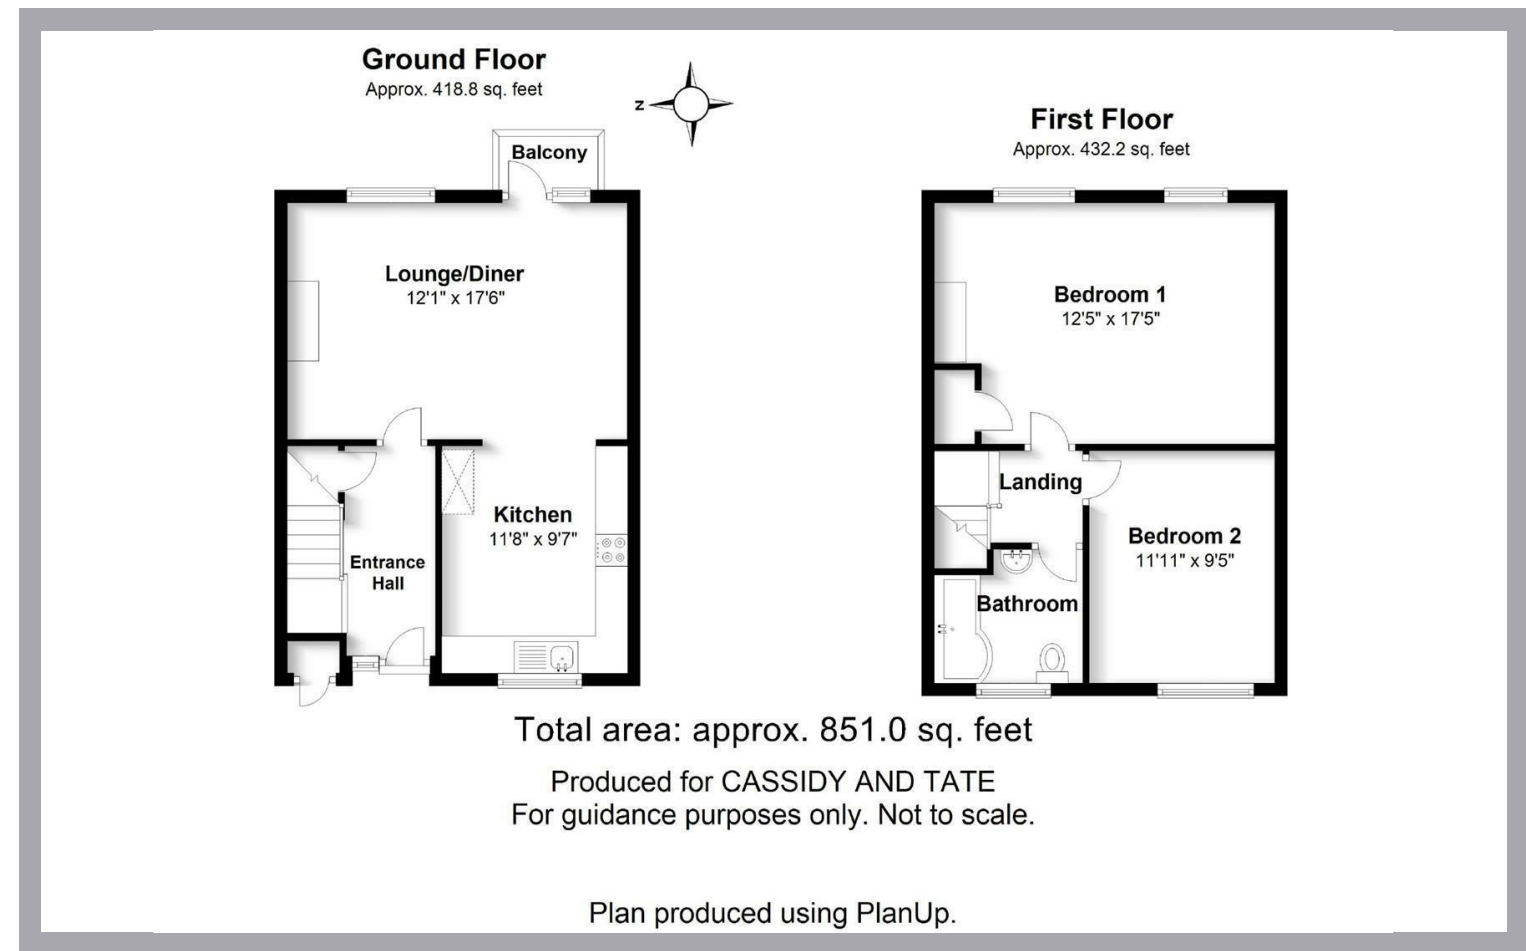 Ground Floor
Approx. 418.8 sq. feet
N
Balcony
Lounge/Diner
12'1" x 17'6"
Kitchen
11'8" x 9'7"
Entrance
Hall
First Floor
Approx. 432.2 sq. feet
Bedroom 1
12'5" x 17'5"
Landing
Bedroom 2
11'11" x 9'5"
Bathroom
Total area: approx. 851.0 sq. feet
Produced for CASSIDY AND TATE
For guidance purposes only. Not to scale.
Plan produced using PlanUp.